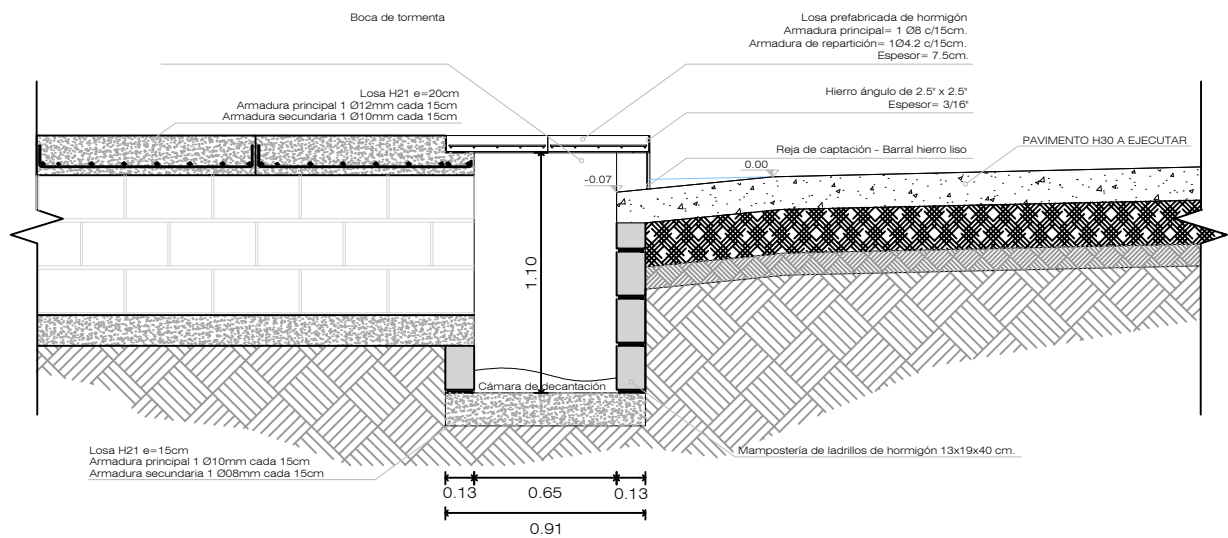 Boca de tormenta
Losa prefabricada de hormigón
Armadura principal= 1 Ø8 c/15cm.
Armadura de repartición= 1Ø4.2 c/15cm.
Espesor= 7.5cm.
Losa H21 e=20cm
Armadura principal 1 Ø12mm cada 15cm
Armadura secundaria 1 Ø10mm cada 15cm
Hierro ángulo de 2.5" x 2.5"
Espesor= 3/16"
PAVIMENTO H30 A EJECUTAR
Reja de captación - Barral hierro liso
0.00
-0.07
1.10
Cámara de decantación
Losa H21 e=15cm
Armadura principal 1 Ø10mm cada 15cm
Armadura secundaria 1 Ø08mm cada 15cm
Mampostería de ladrillos de hormigón 13x19x40 cm.
0.13 0.65 0.13
0.91